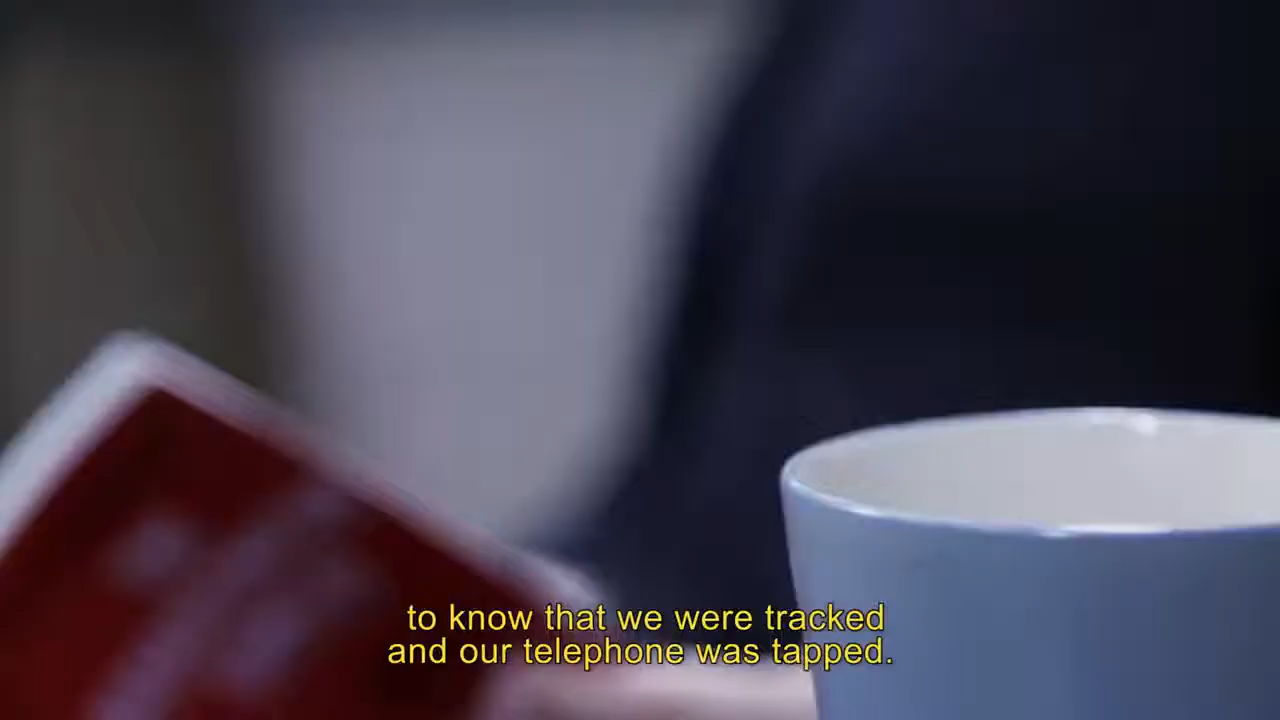 to know that we were tracked
and our telephone was tapped.